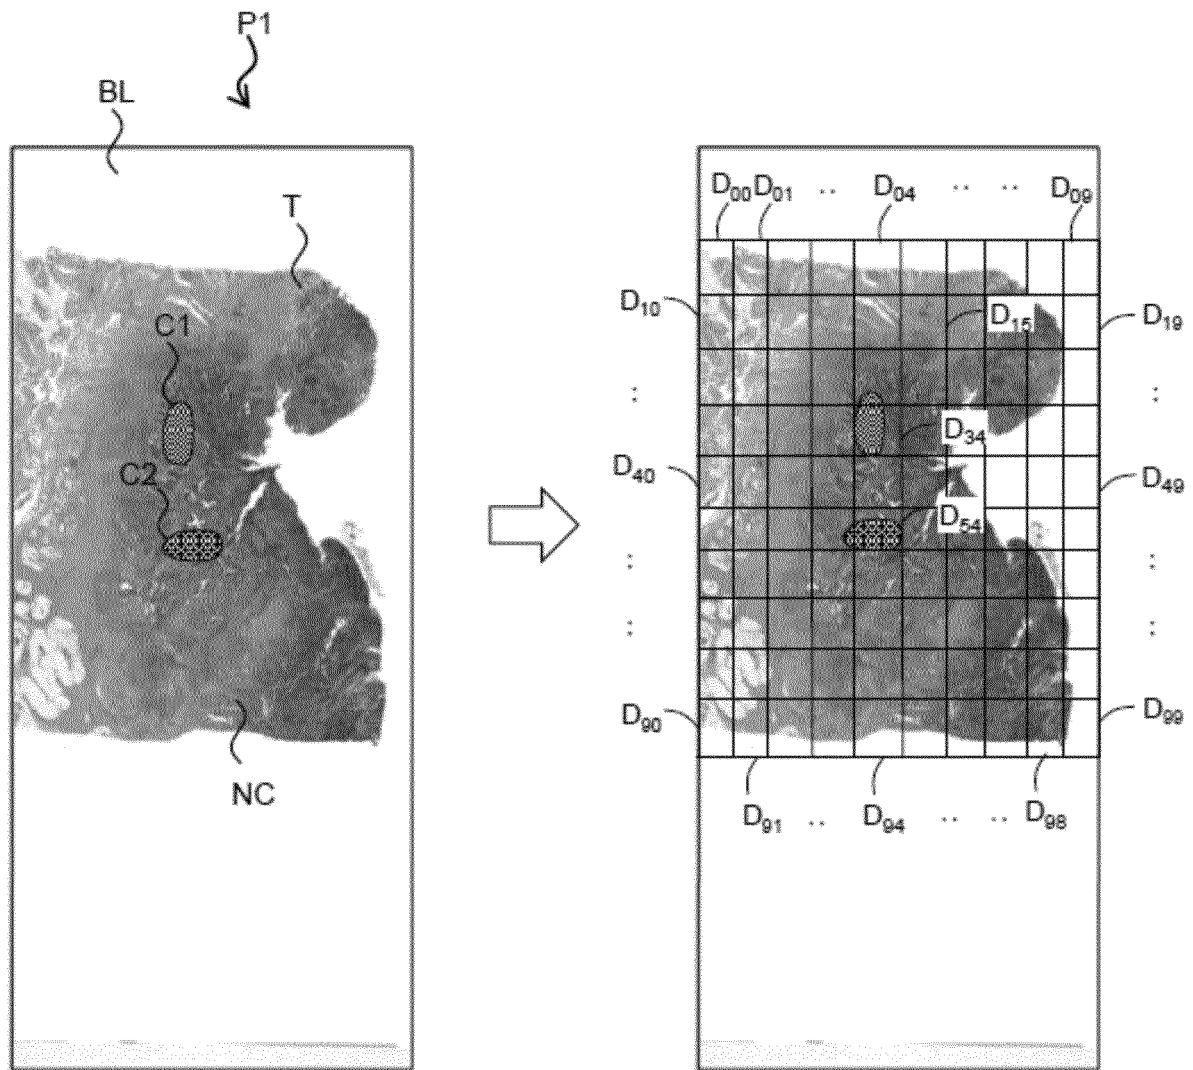 P1
BL
T
C1
C2
NC
D00 D01 .. D04 .. .. D09
D10 D15 D19
:
:
D34
D40 D49
D54
:
:
:
:
D90 D99
D91 .. D94 .. .. D98